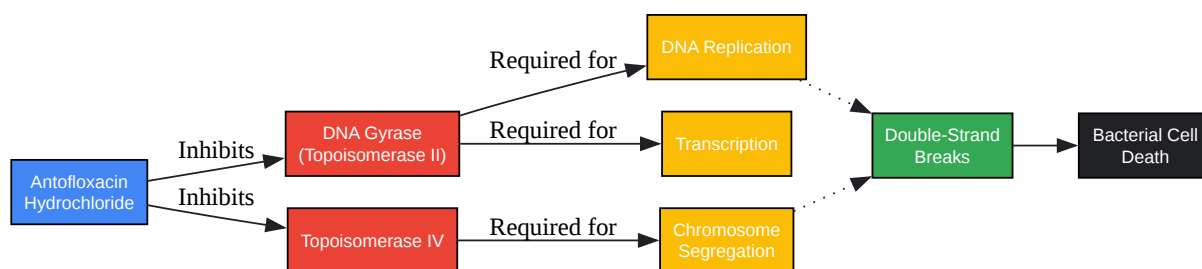 Antofloxacin
Hydrochloride
Inhibits
Inhibits
DNA Gyrase
(Topoisomerase II)
Topoisomerase IV
Required for
Required for
Required for
DNA Replication
Transcription
Chromosome
Segregation
Double-Strand
Breaks
Bacterial Cell
Death